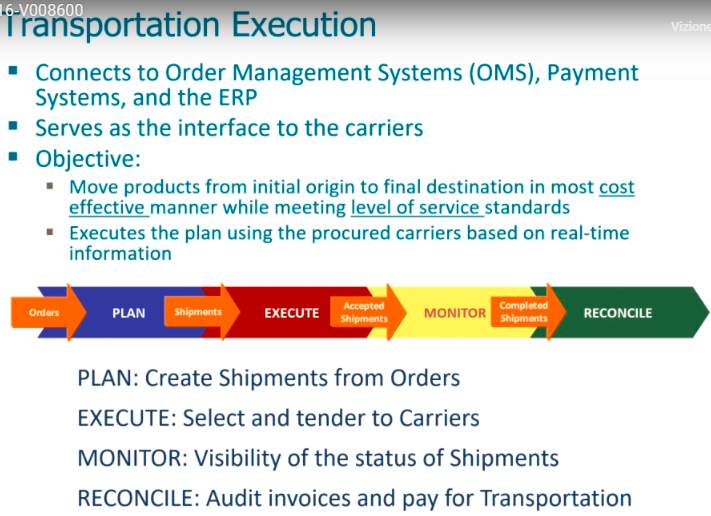 16-V008600
Transportation Execution
Vizione
Connects to Order Management Systems (OMS), Payment
Systems, and the ERP
Serves as the interface to the carriers
Objective:
Move products from initial origin to final destination in most cost
effective manner while meeting level of service standards
Executes the plan using the procured carriers based on real-time
information
Orders
PLAN
Shipments
EXECUTE
Accepted
Shipments
MONITOR
Completed
Shipments
RECONCILE
PLAN: Create Shipments from Orders
EXECUTE: Select and tender to Carriers
MONITOR: Visibility of the status of Shipments
RECONCILE: Audit invoices and pay for Transportation